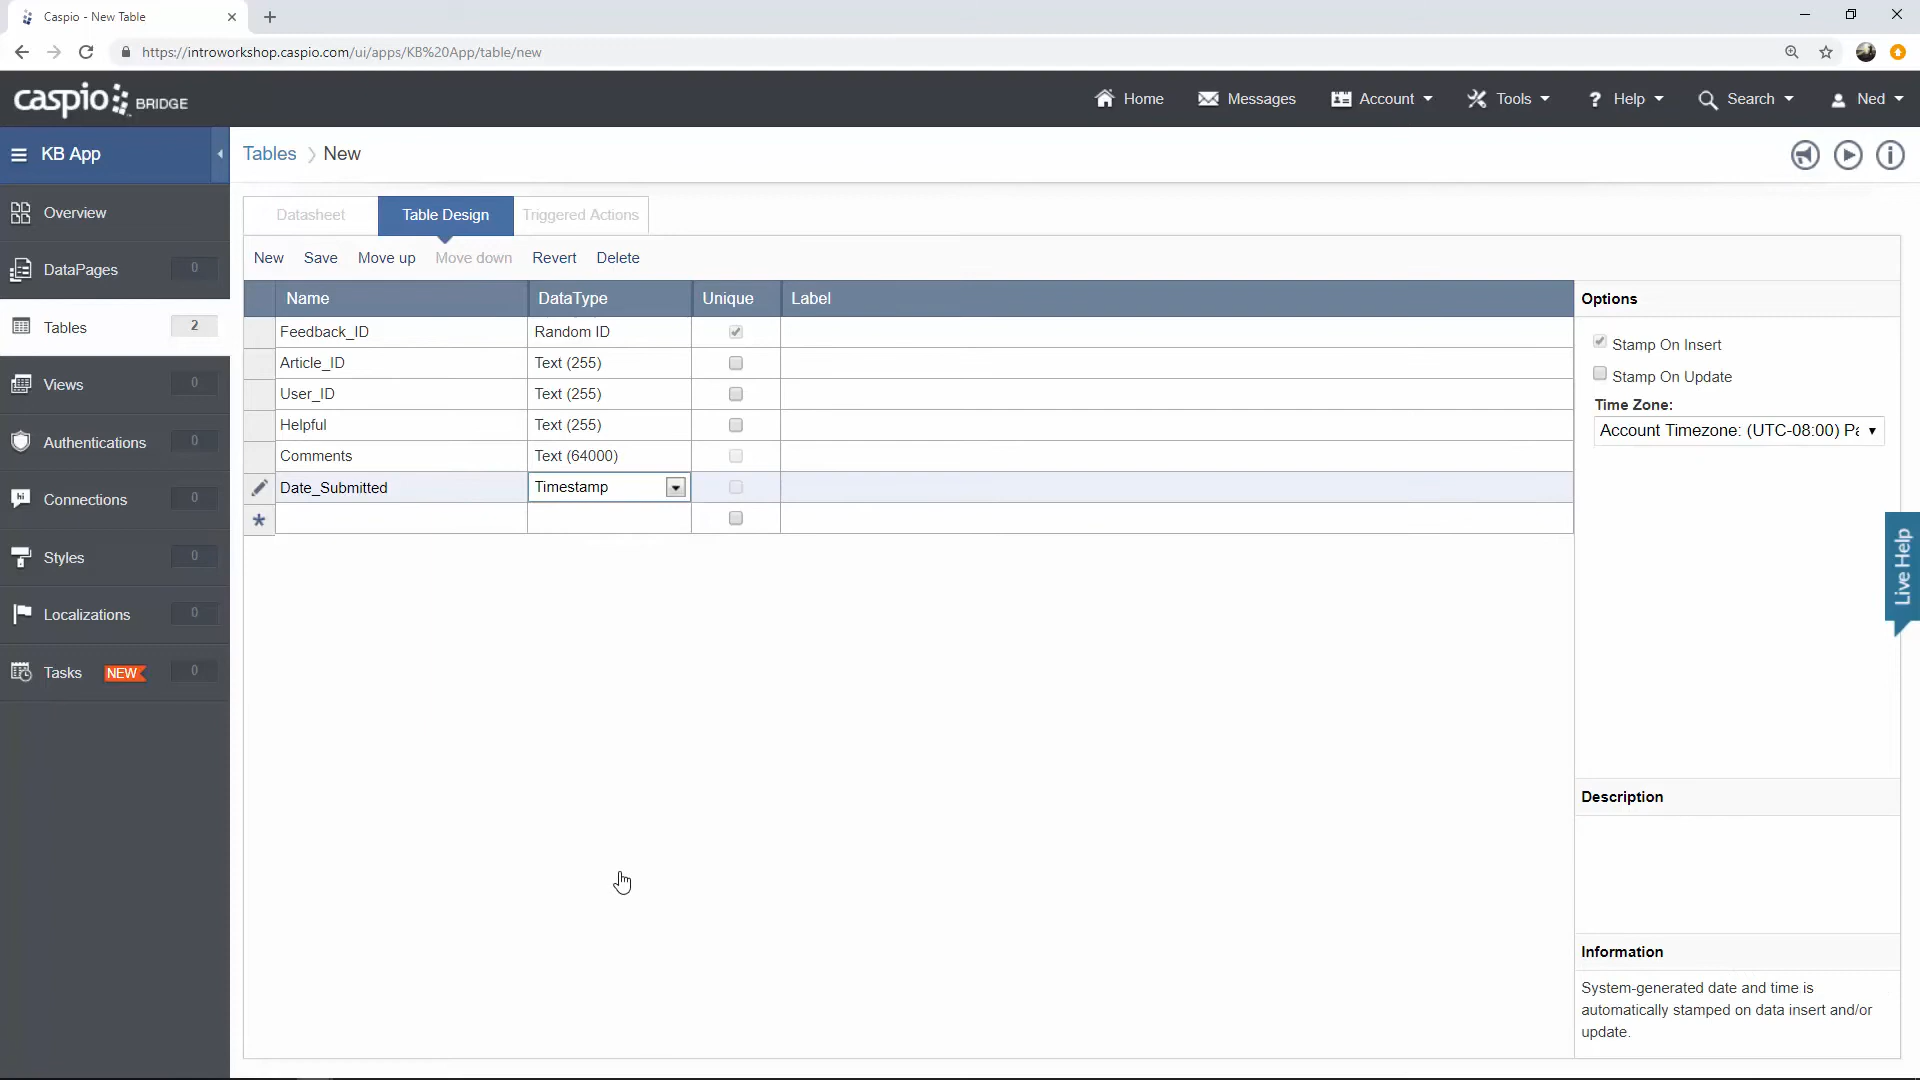 Caspio - New Table
https://introworkshop.caspio.com/ui/apps/KB%20App/table/new
caspio BRIDGE
Home
Messages
Account
Tools
? Help
Search
Ned
KB App
Tables
New
Overview
DataPages 0
Tables 2
Views 0
Authentications 0
hi Connections 0
Styles 0
Localizations 0
Tasks NEW 0
Datasheet
Table Design
Triggered Actions
New Save Move up Move down Revert Delete
Name DataType Unique Label
Feedback_ID Random ID
Article_ID Text (255)
User_ID Text (255)
Helpful Text (255)
Comments Text (64000)
Date_Submitted Timestamp
*
Options
Stamp On Insert
Stamp On Update
Time Zone:
Account Timezone: (UTC-08:00) Pa
Live Help
Description
Information
System-generated date and time is
automatically stamped on data insert and/or
update.